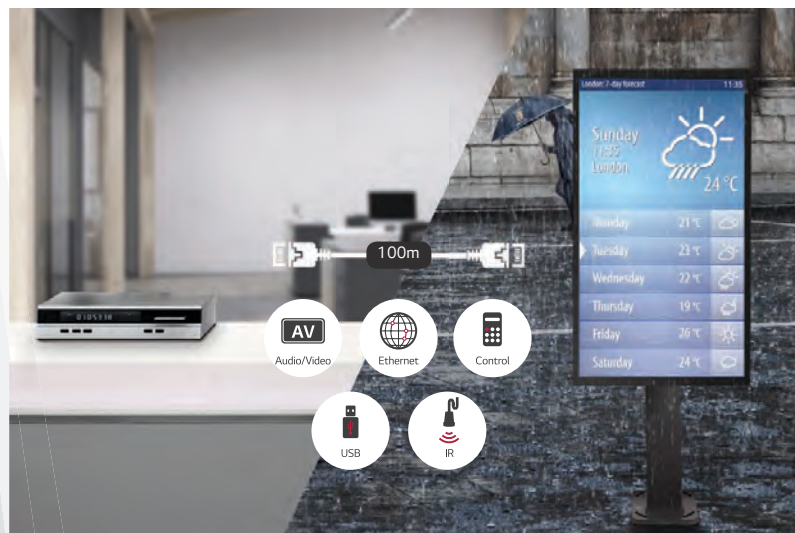 London: 7-day forecast 11:35
Sunday
11:35
London
24 °C
Monday 21 °C
Tuesday 23 °C
Wednesday 22 °C
Thursday 19 °C
Friday 26 °C
Saturday 24 °C
100m
AV
Audio/Video
Ethernet
Control
USB
IR